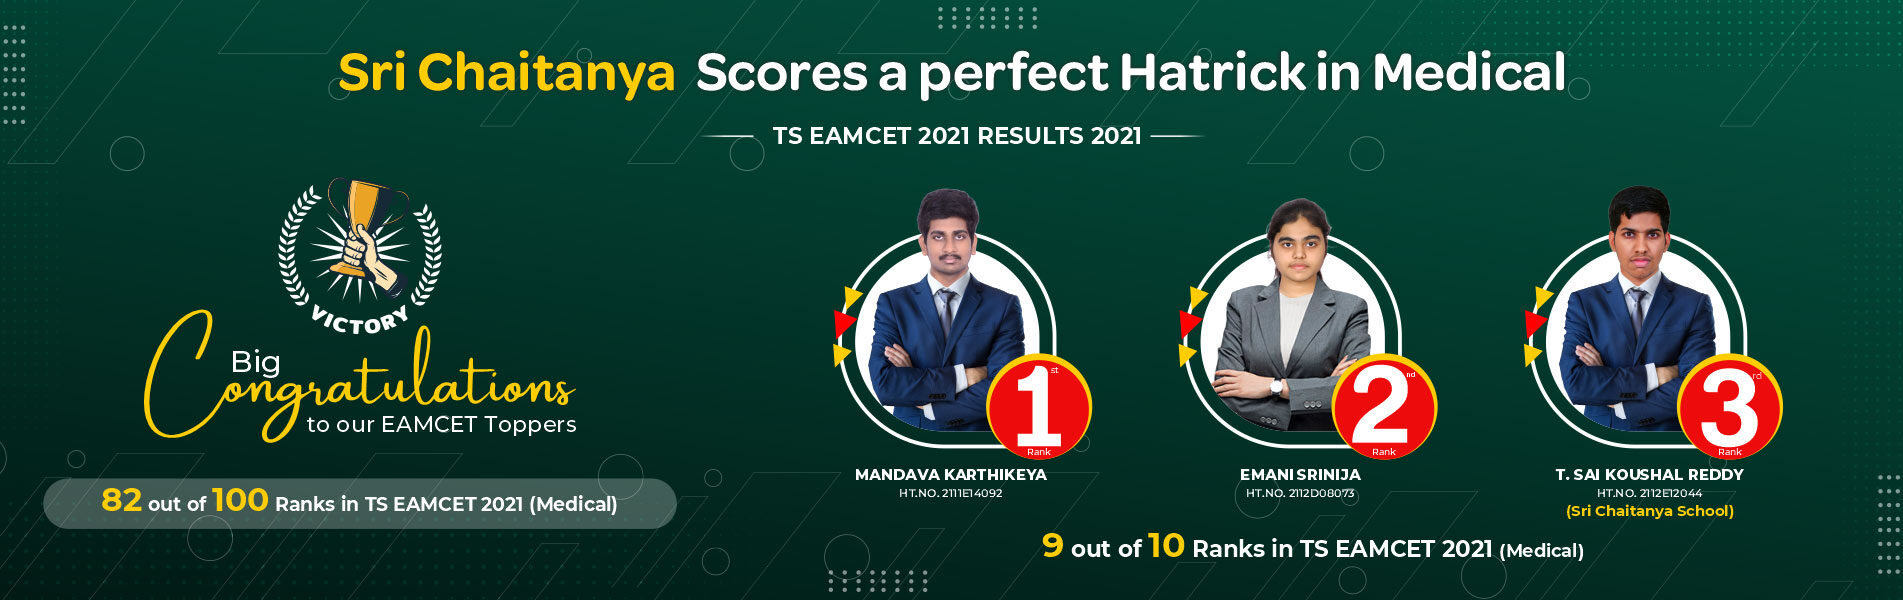 Sri Chaitanya Scores a perfect Hatrick in Medical
TS EAMCET 2021 RESULTS 2021
VICTORY
Big
Congratulations
to our EAMCET Toppers
82 out of 100 Ranks in TS EAMCET 2021 (Medical)
1st
Rank
MANDAVA KARTHIKEYA
HT.NO. 2111E14092
2nd
Rank
EMANI SRINIJA
HT.NO. 2112D08073
3rd
Rank
T. SAI KOUSHAL REDDY
HT.NO. 2112E12044
(Sri Chaitanya School)
9 out of 10 Ranks in TS EAMCET 2021 (Medical)